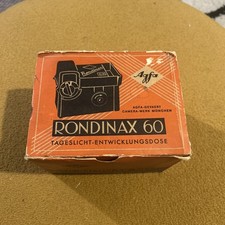 Agfa
AGFA-GEVAERT
CAMERA-WERK MÜNCHEN
RONDINAX 60
TAGESLICHT-ENTWICKLUNGSDOSE